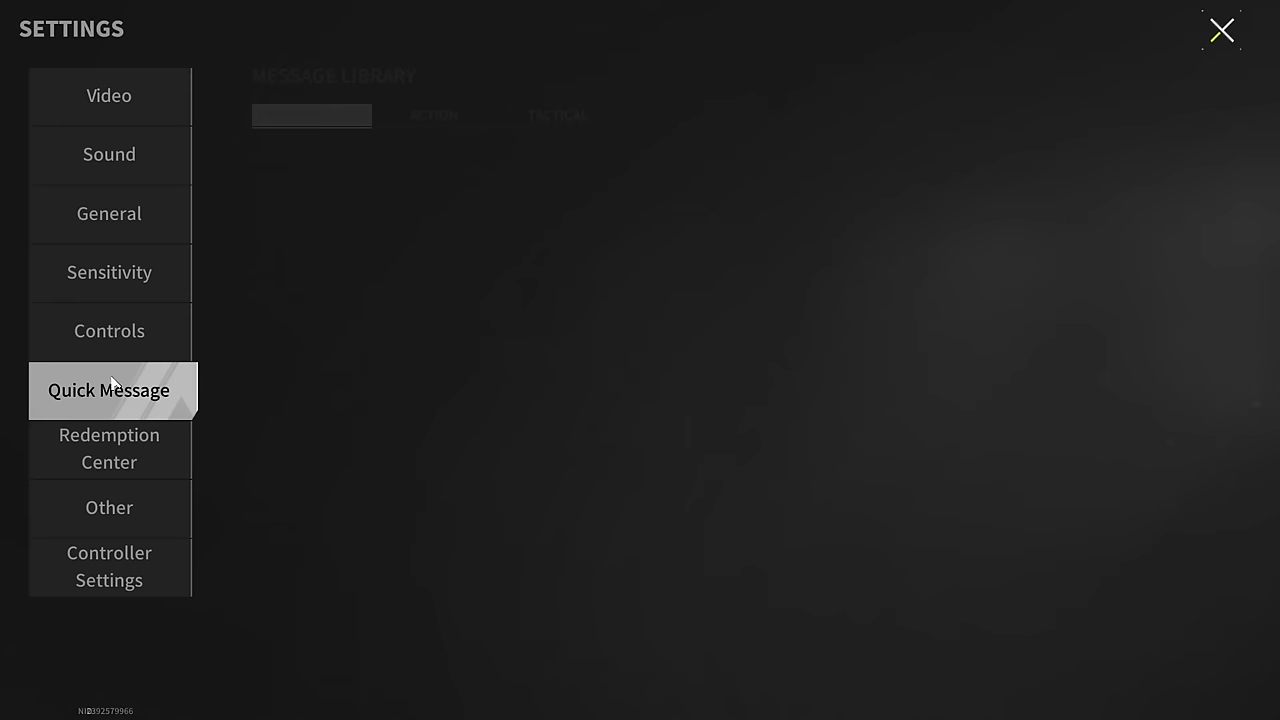 SETTINGS
Video
Sound
General
Sensitivity
Controls
Quick Message
Redemption
Center
Other
Controller
Settings
MESSAGE LIBRARY
ACTION
TACTICAL